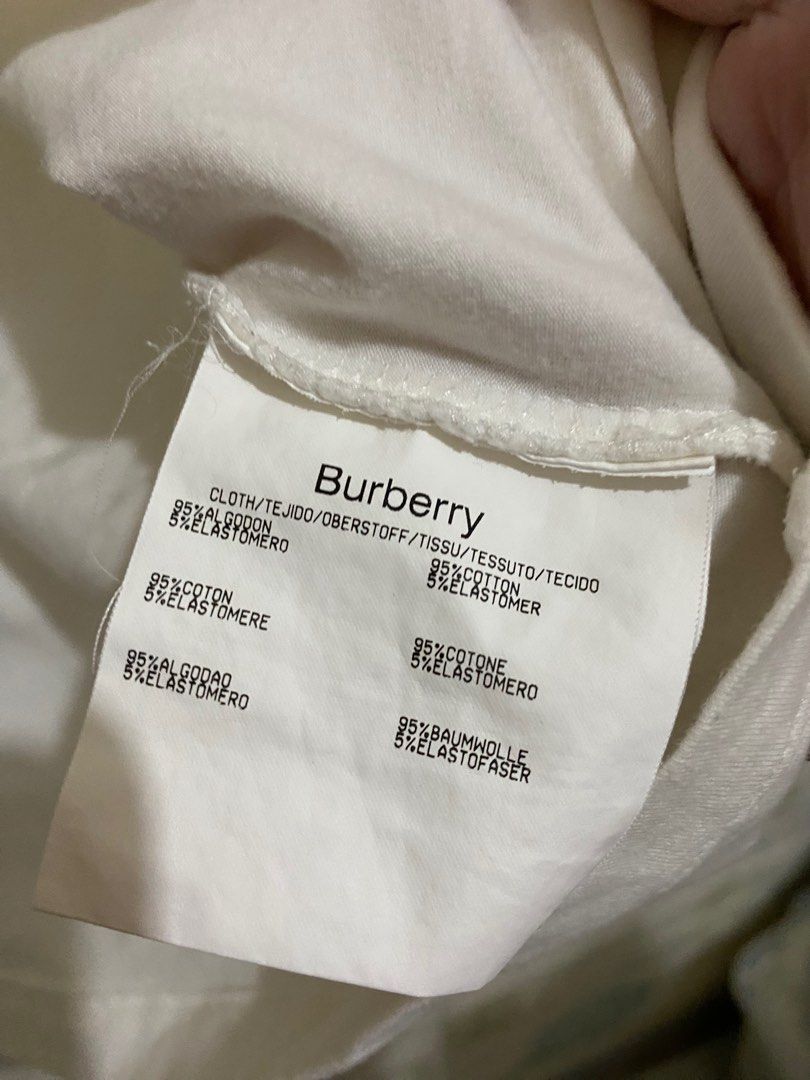 Burberry
CLOTH/TEJIDO/OBERSTOFF/TISSU/TESSUTO/TECIDO
95%ALGODON
5%ELASTOMERO
95%COTTON
5%ELASTOMER
95%COTON
5%ELASTOMERE
95%COTONE
5%ELASTOMERO
95%ALGODAO
5%ELASTOMERO
95%BAUMWOLLE
5%ELASTOFASER